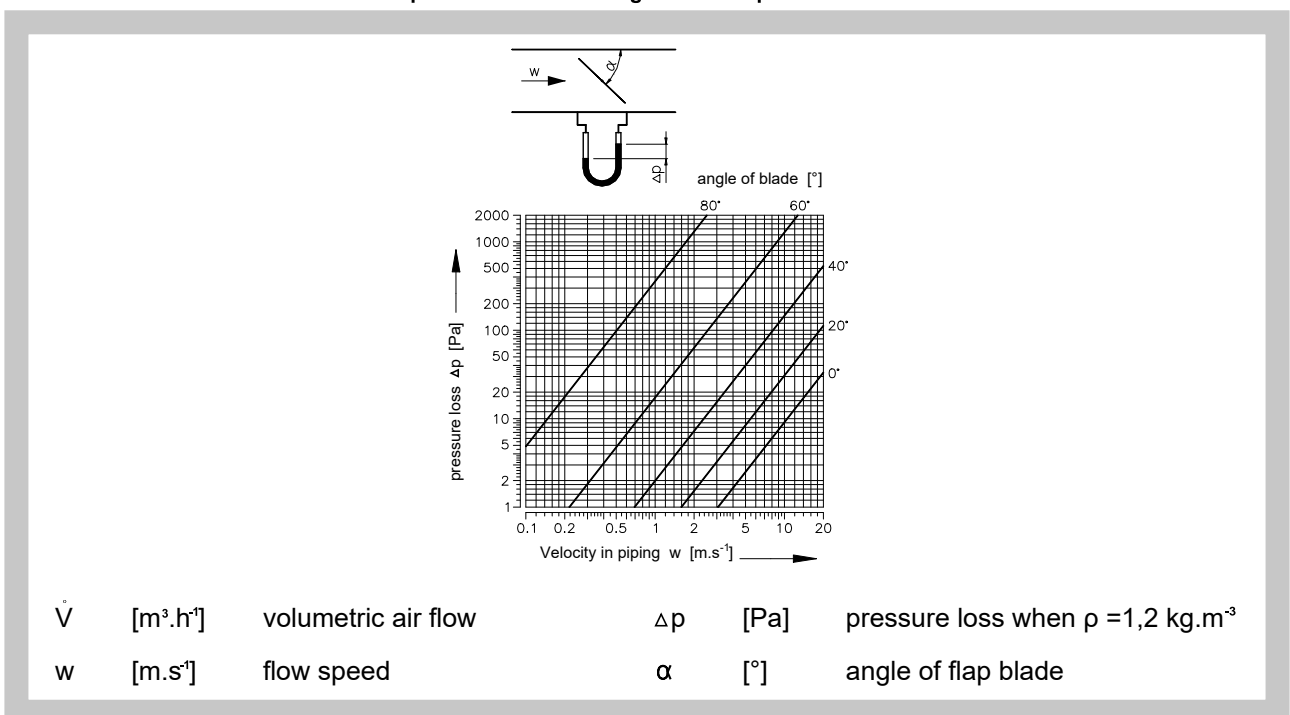 w
α
Δp
angle of blade [°]
80° 60°
2000
1000
500
200
100
50
20
10
5
2
1
40°
20°
0°
pressure loss Δp [Pa]
0.1 0.2 0.5 1 2 5 10 20
Velocity in piping w [m.s⁻¹]
V̊ [m³.h⁻¹] volumetric air flow Δp [Pa] pressure loss when ρ =1,2 kg.m⁻³
w [m.s⁻¹] flow speed α [°] angle of flap blade